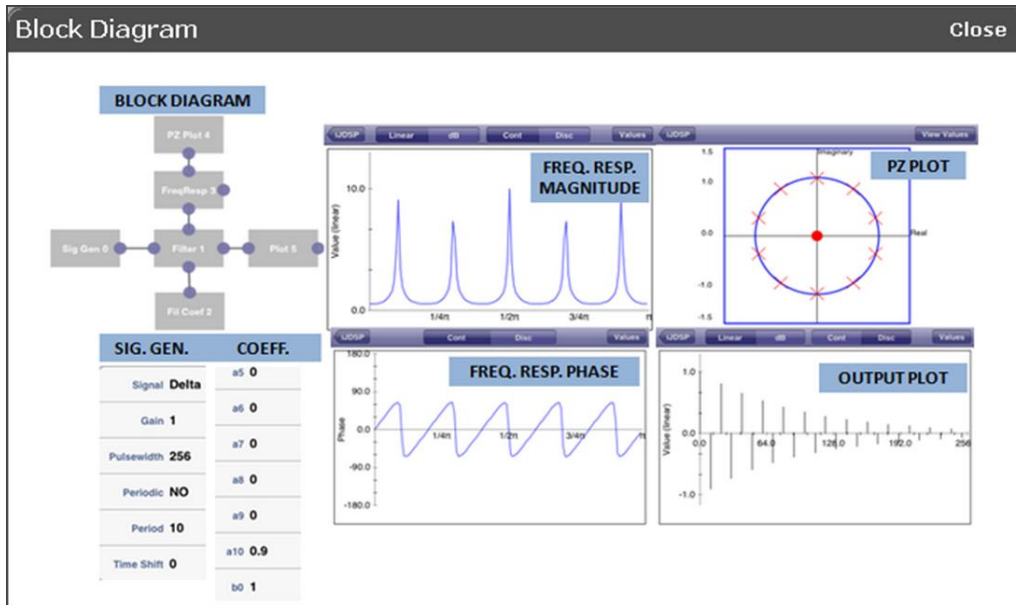 Block Diagram
Close
BLOCK DIAGRAM
PZ Plot 4
FreqResp 3
Sig Gen 0
Filter 1
Plot 5
Fil Coef 2
SIG. GEN.
Signal Delta
Gain 1
Pulsewidth 256
Periodic NO
Period 10
Time Shift 0
COEFF.
a5 0
a6 0
a7 0
a8 0
a9 0
a10 0.9
b0 1
iJDSP Linear dB Cont Disc Values
FREQ. RESP.
MAGNITUDE
Value (linear)
10.0
0.0
1/4π 1/2π 3/4π π
iJDSP View Values
PZ PLOT
Imaginary
Real
1.5
1.0
0.0
-1.0
-1.5
iJDSP Cont Disc Values
FREQ. RESP. PHASE
Phase
180.0
90.0
0.0
-90.0
-180.0
1/4π 1/2π 3/4π π
iJDSP Linear dB Cont Disc Values
OUTPUT PLOT
Value (linear)
1.0
0.0
-1.0
0.0 64.0 128.0 192.0 256